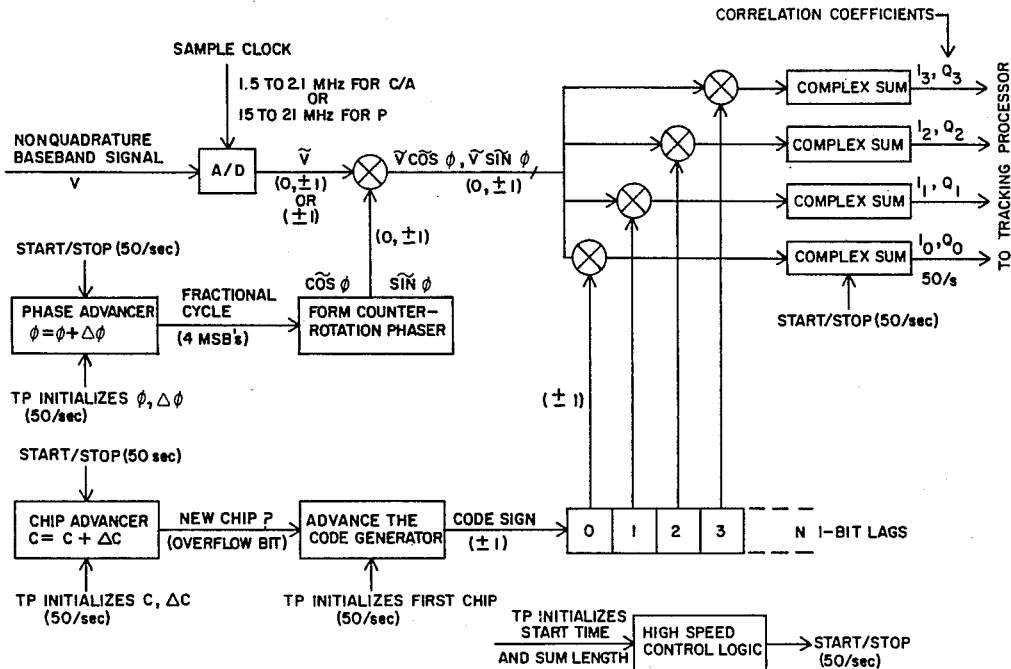 CORRELATION COEFFICIENTS
SAMPLE CLOCK
1.5 TO 2.1 MHz FOR C/A
OR
15 TO 21 MHz FOR P
NONQUADRATURE
BASEBAND SIGNAL
V
A/D
Ṽ
(0, ±1)
OR
(±1)
Ṽ CÕS ϕ, Ṽ SĨN ϕ
(0, ±1)
COMPLEX SUM
I₃, Q₃
COMPLEX SUM
I₂, Q₂
COMPLEX SUM
I₁, Q₁
COMPLEX SUM
I₀, Q₀
50/s
TO TRACKING PROCESSOR
START/STOP (50/sec)
START/STOP (50/sec)
(0, ±1)
CÕS ϕ
SĨN ϕ
PHASE ADVANCER
ϕ = ϕ + Δϕ
FRACTIONAL
CYCLE
(4 MSB's)
FORM COUNTER-
ROTATION PHASER
TP INITIALIZES ϕ, Δϕ
(50/sec)
(±1)
START/STOP (50 sec)
CHIP ADVANCER
C = C + ΔC
NEW CHIP ?
(OVERFLOW BIT)
ADVANCE THE
CODE GENERATOR
CODE SIGN
(±1)
0 1 2 3
N 1-BIT LAGS
TP INITIALIZES C, ΔC
(50/sec)
TP INITIALIZES FIRST CHIP
(50/sec)
TP INITIALIZES
START TIME
AND SUM LENGTH
HIGH SPEED
CONTROL LOGIC
START/STOP
(50/sec)